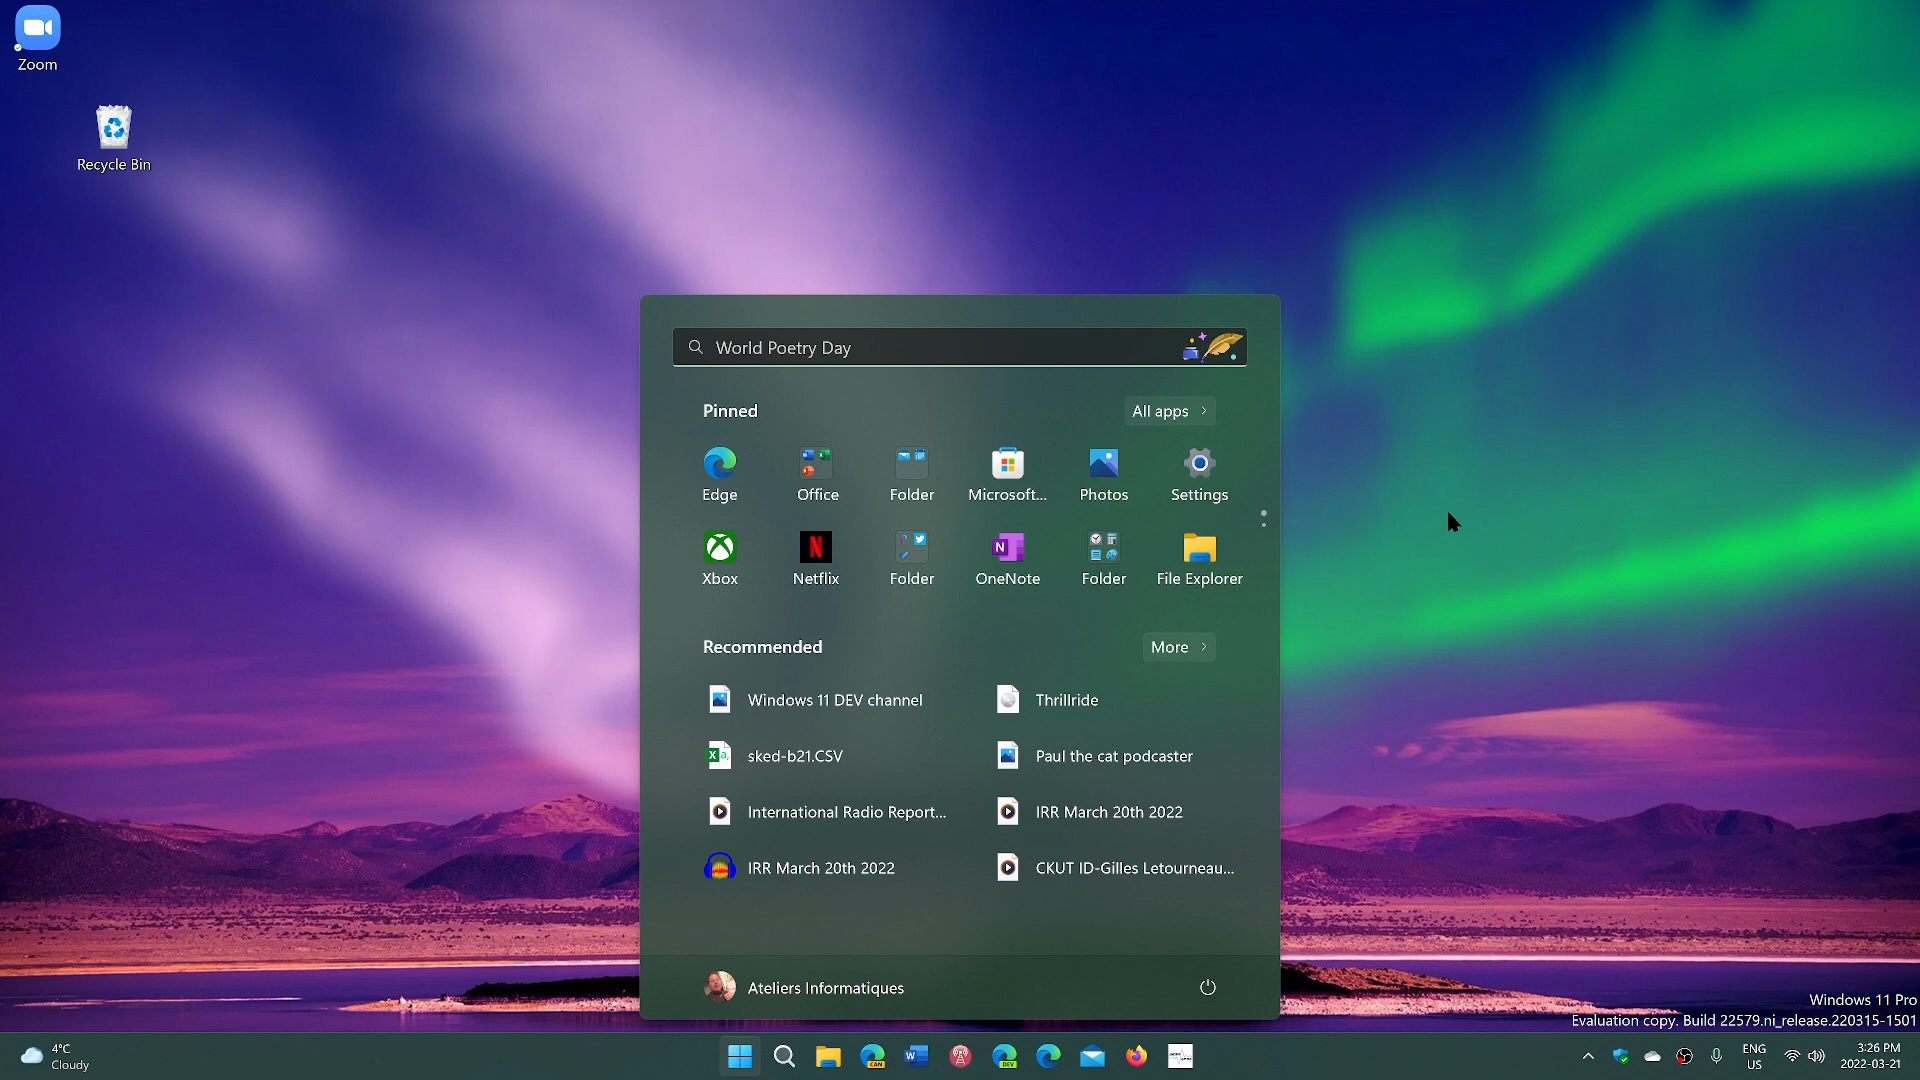 Zoom
Recycle Bin
World Poetry Day
Pinned
All apps
Edge
Office
Folder
Microsoft...
Photos
Settings
Xbox
Netflix
Folder
OneNote
Folder
File Explorer
Recommended
More
Windows 11 DEV channel
Thrillride
sked-b21.CSV
Paul the cat podcaster
International Radio Report...
IRR March 20th 2022
IRR March 20th 2022
CKUT ID-Gilles Letourneau...
Ateliers Informatiques
Windows 11 Pro
Evaluation copy. Build 22579.ni_release.220315-1501
4°C
Cloudy
CAN
DEV
ENG
US
3:26 PM
2022-03-21